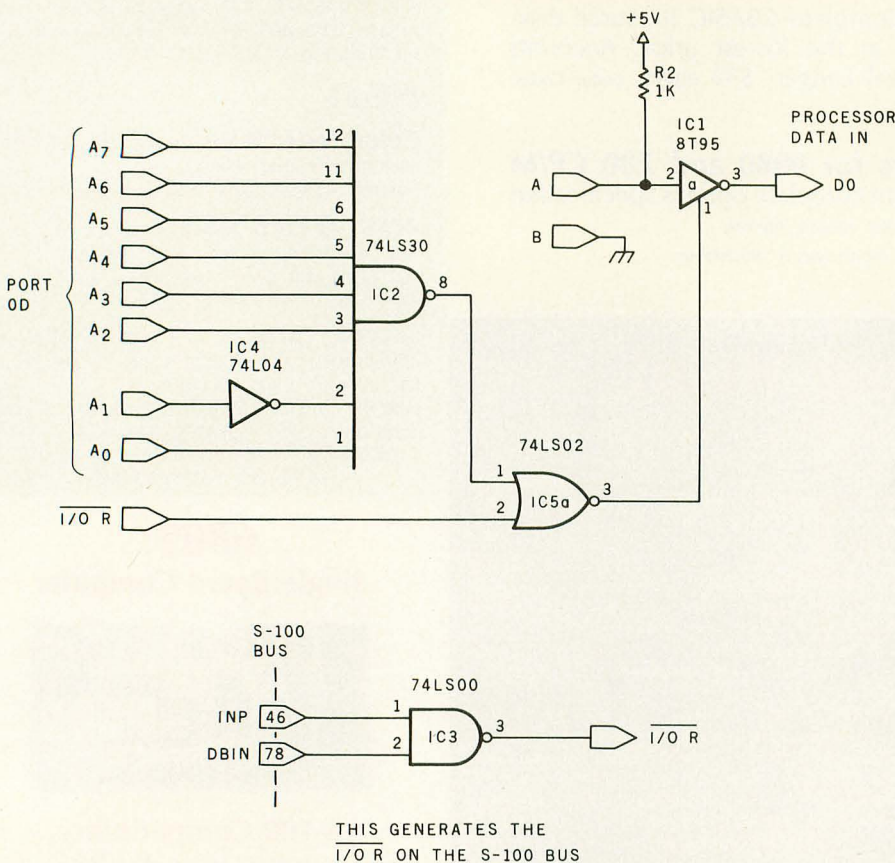 +5V
R2
1K
IC1
8T95
PROCESSOR
DATA IN
A
2
a
3
D0
1
B
PORT
0D
A7
12
A6
11
A5
6
A4
5
74LS30
A3
4
IC2
8
A2
3
IC4
74L04
A1
2
A0
1
74LS02
1
IC5a
3
I/O R
2
S-100
BUS
74LS00
INP
46
1
IC3
3
I/O R
DBIN
78
2
THIS GENERATES THE
I/O R ON THE S-100 BUS